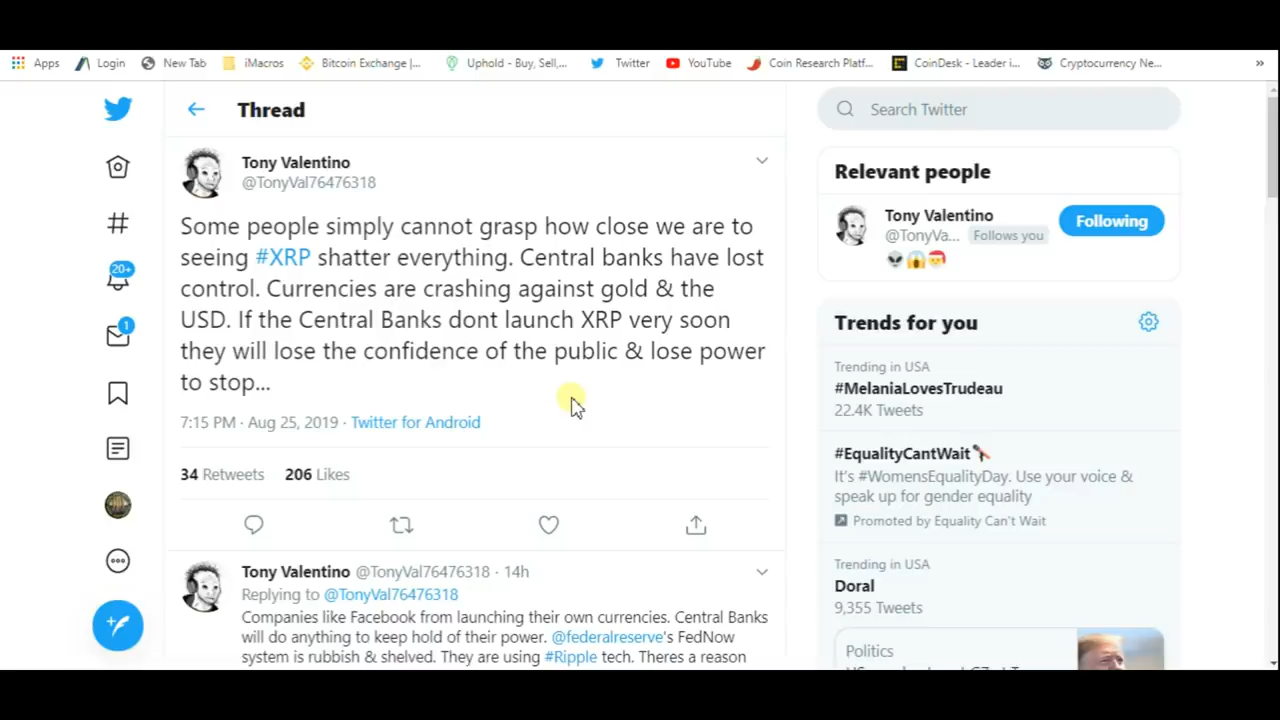 Apps Login New Tab iMacros Bitcoin Exchange |... Uphold - Buy, Sell,... Twitter YouTube Coin Research Platf... CoinDesk - Leader i... Cryptocurrency Ne... »
Thread
Tony Valentino
@TonyVal76476318
Some people simply cannot grasp how close we are to
seeing #XRP shatter everything. Central banks have lost
control. Currencies are crashing against gold & the
USD. If the Central Banks dont launch XRP very soon
they will lose the confidence of the public & lose power
to stop...
7:15 PM · Aug 25, 2019 · Twitter for Android
34 Retweets 206 Likes
Tony Valentino @TonyVal76476318 · 14h
Replying to @TonyVal76476318
Companies like Facebook from launching their own currencies. Central Banks
will do anything to keep hold of their power. @federalreserve's FedNow
system is rubbish & shelved. They are using #Ripple tech. Theres a reason
20+
1
Search Twitter
Relevant people
Tony Valentino
@TonyVa... Follows you
Following
Trends for you
Trending in USA
#MelaniaLovesTrudeau
22.4K Tweets
#EqualityCantWait
It's #WomensEqualityDay. Use your voice &
speak up for gender equality
Promoted by Equality Can't Wait
Trending in USA
Doral
9,355 Tweets
Politics